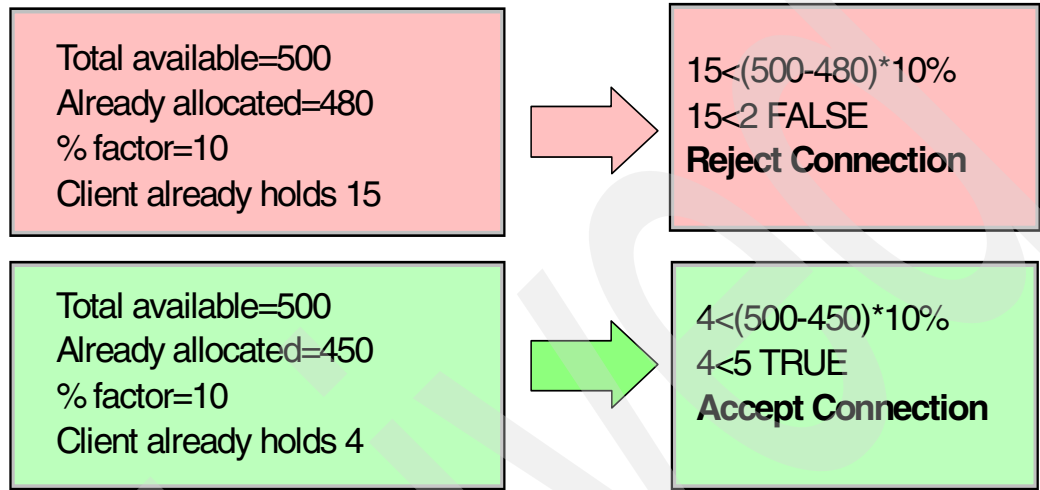 Total available=500
Already allocated=480
% factor=10
Client already holds 15
15<(500-480)*10%
15<2 FALSE
Reject Connection
Total available=500
Already allocated=450
% factor=10
Client already holds 4
4<(500-450)*10%
4<5 TRUE
Accept Connection